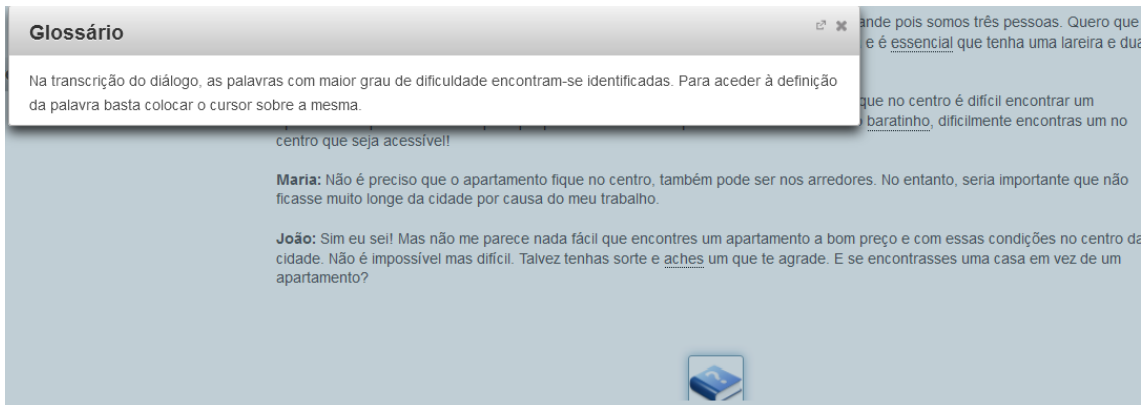 Glossário
Na transcrição do diálogo, as palavras com maior grau de dificuldade encontram-se identificadas. Para aceder à definição
da palavra basta colocar o cursor sobre a mesma.
pois somos três pessoas. Quero que
e é essencial que tenha uma lareira e
que no centro é difícil encontrar um
baratinho, dificilmente encontras um no
centro que seja acessível!
Maria: Não é preciso que o apartamento fique no centro, também pode ser nos arredores. No entanto, seria importante que não
ficasse muito longe da cidade por causa do meu trabalho.
João: Sim eu sei! Mas não me parece nada fácil que encontres um apartamento a bom preço e com essas condições no centro da
cidade. Não é impossível mas difícil. Talvez tenhas sorte e aches um que te agrade. E se encontrasses uma casa em vez de um
apartamento?